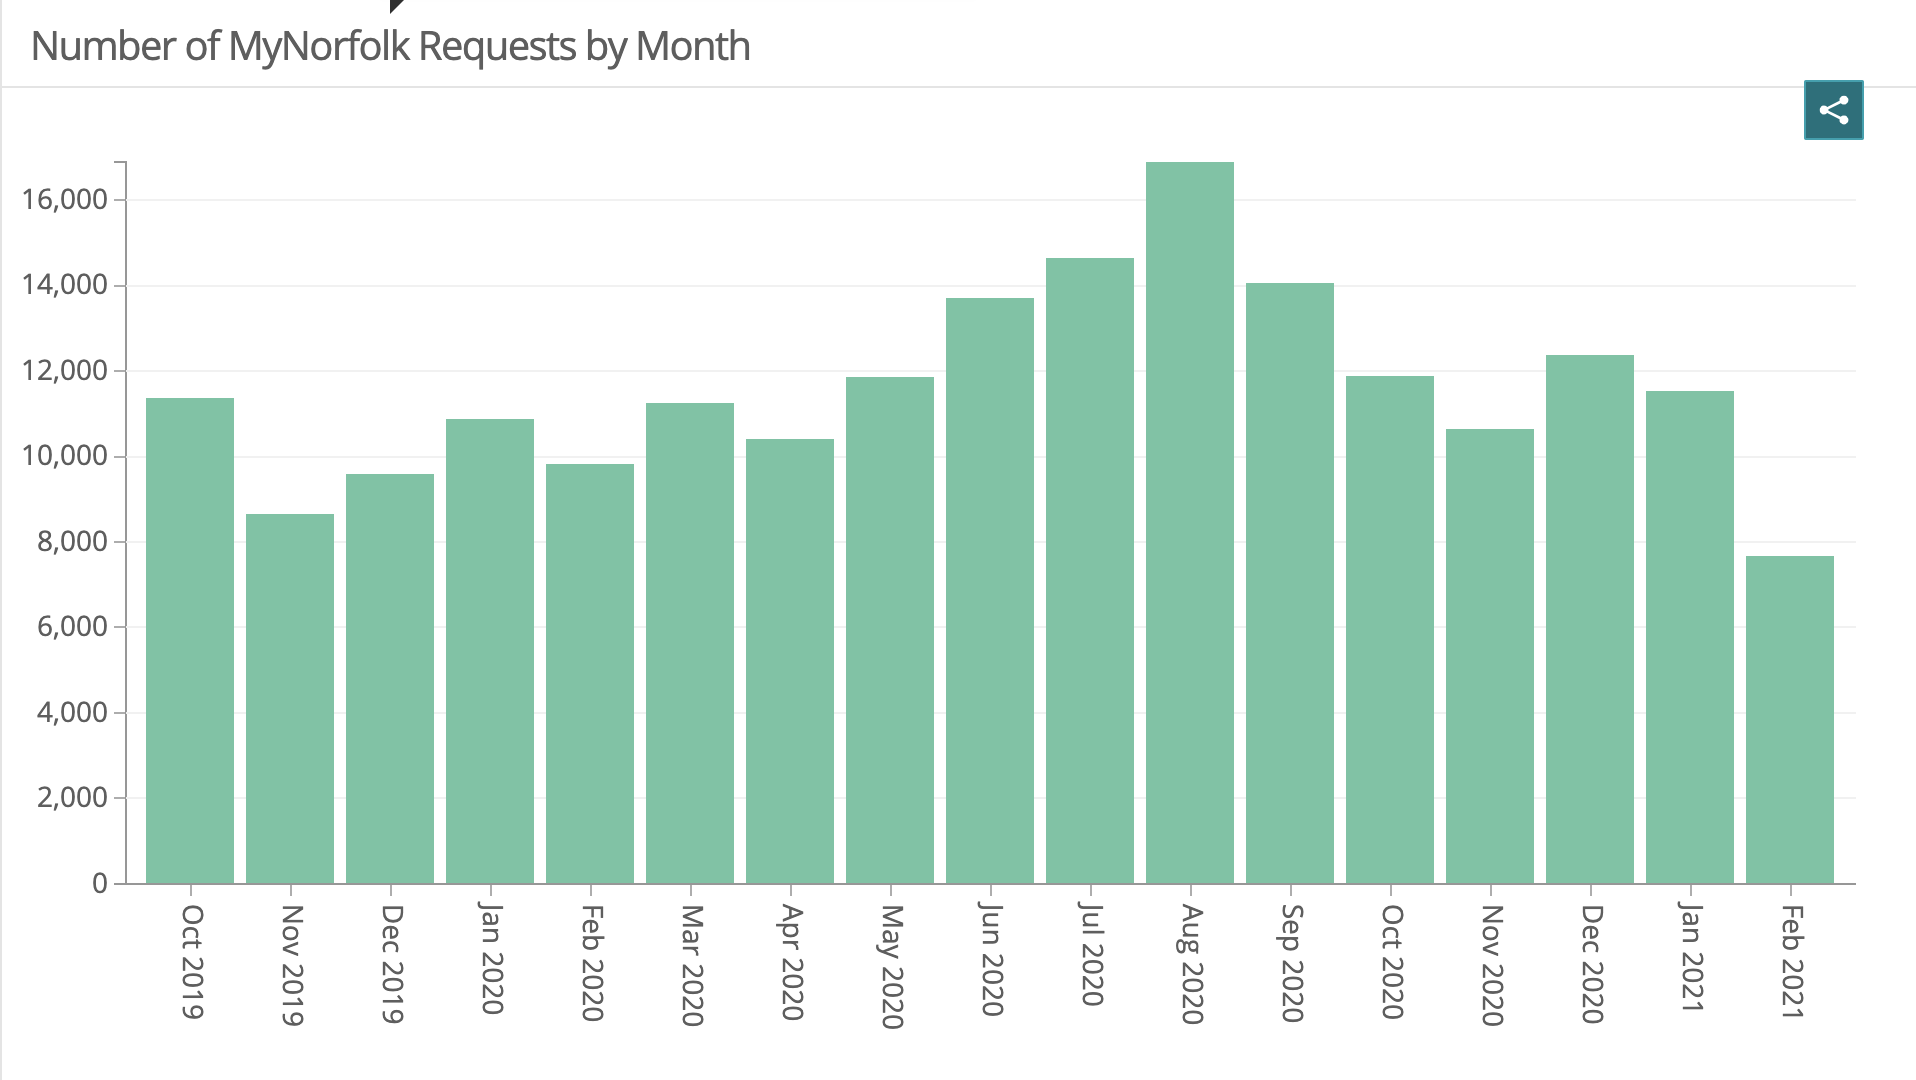 Number of MyNorfolk Requests by Month
16,000
14,000
12,000
10,000
8,000
6,000
4,000
2,000
0
Oct 2019
Nov 2019
Dec 2019
Jan 2020
Feb 2020
Mar 2020
Apr 2020
May 2020
Jun 2020
Jul 2020
Aug 2020
Sep 2020
Oct 2020
Nov 2020
Dec 2020
Jan 2021
Feb 2021